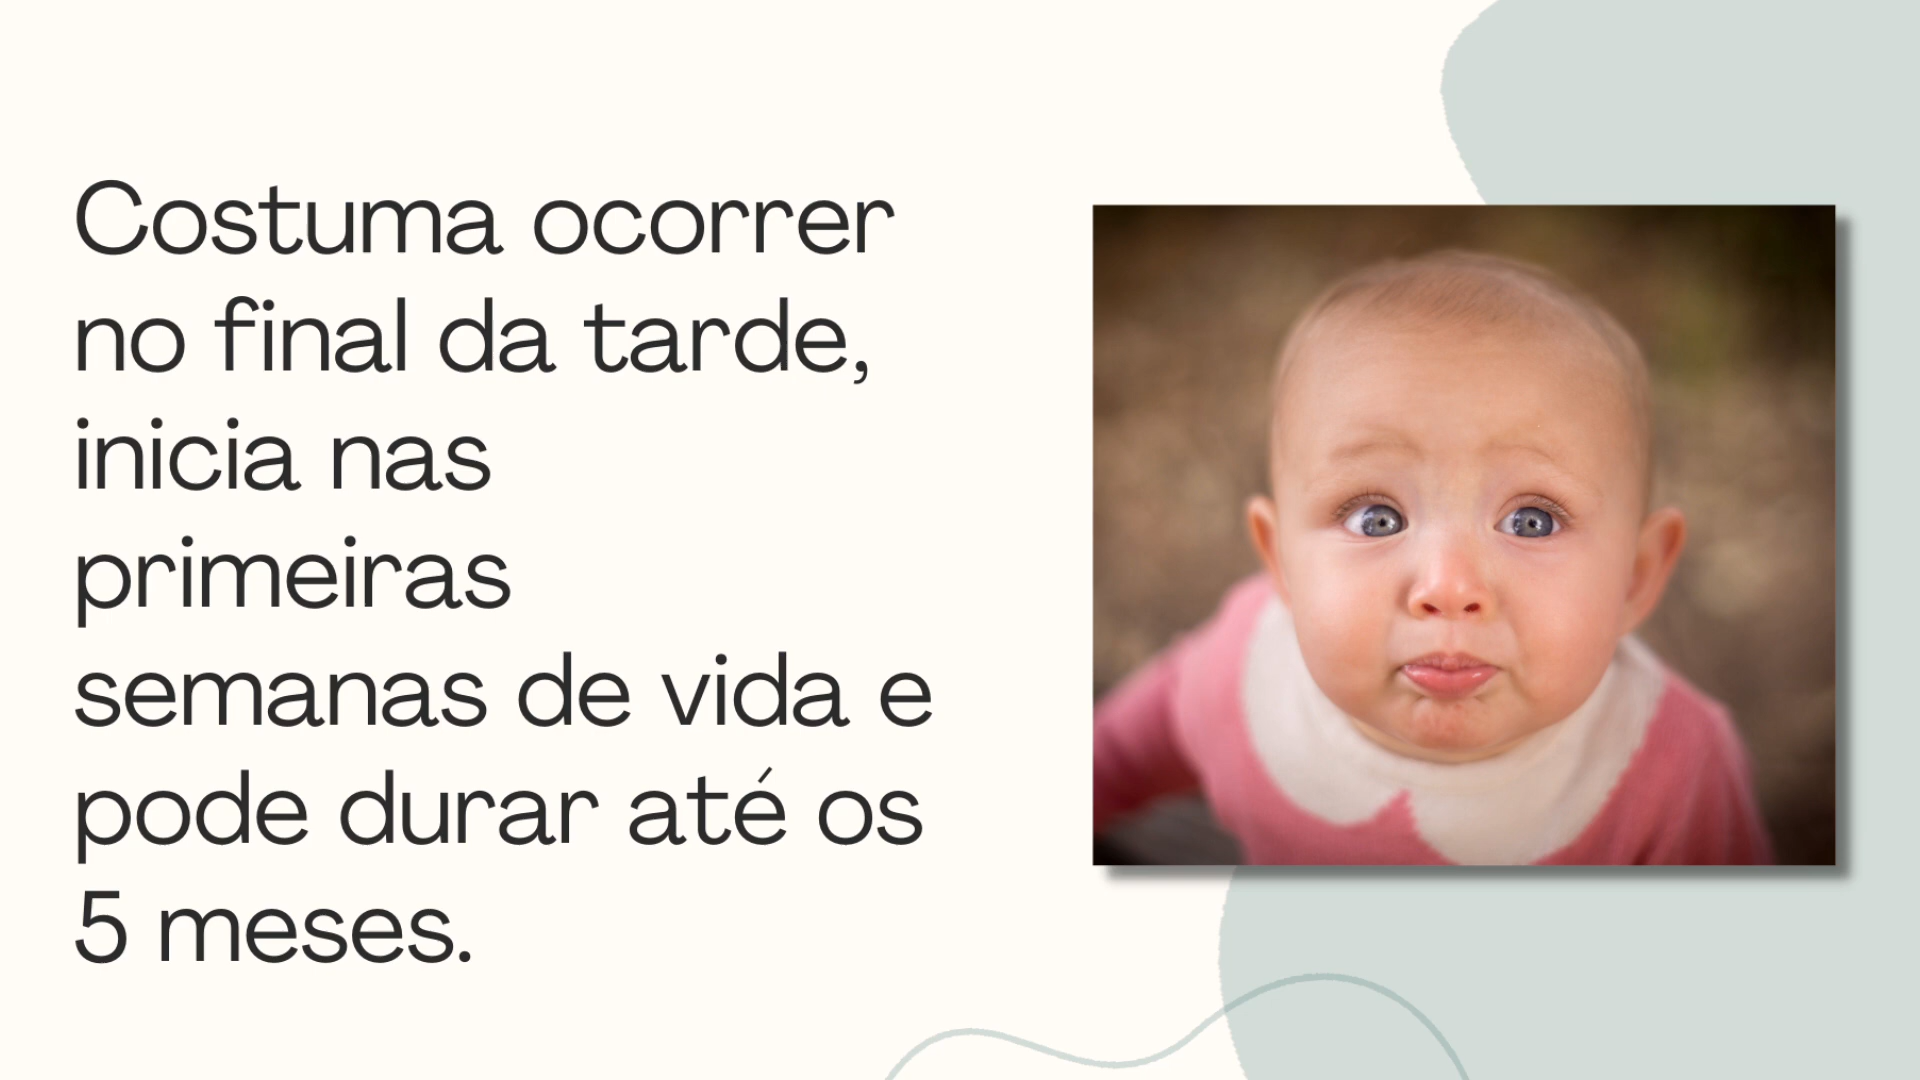 Costuma ocorrer
no final da tarde,
inicia nas
primeiras
semanas de vida e
pode durar até os
5 meses.